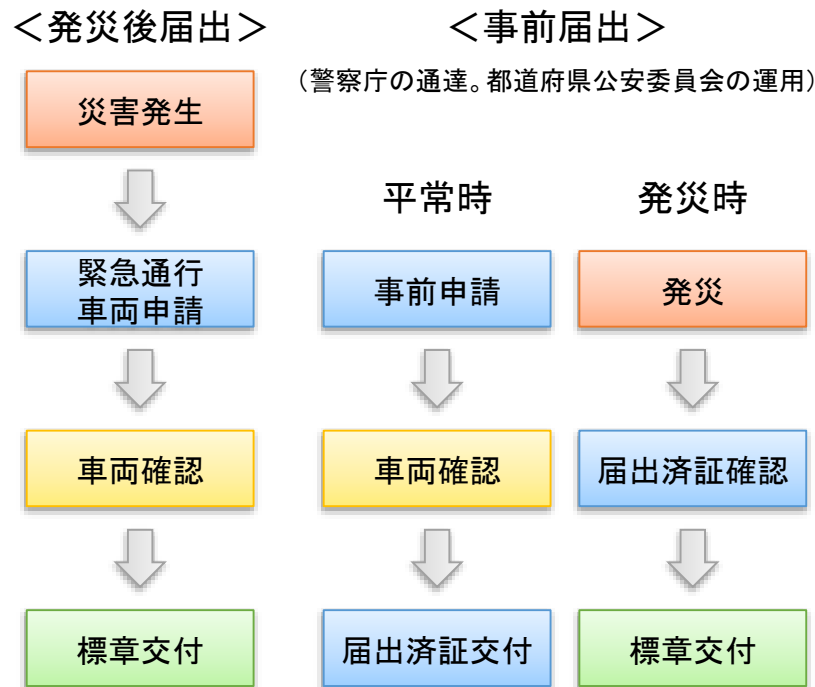 ＜発災後届出＞
災害発生
緊急通行
車両申請
車両確認
標章交付
＜事前届出＞
（警察庁の通達。都道府県公安委員会の運用）
平常時
事前申請
車両確認
届出済証交付
発災時
発災
届出済証確認
標章交付